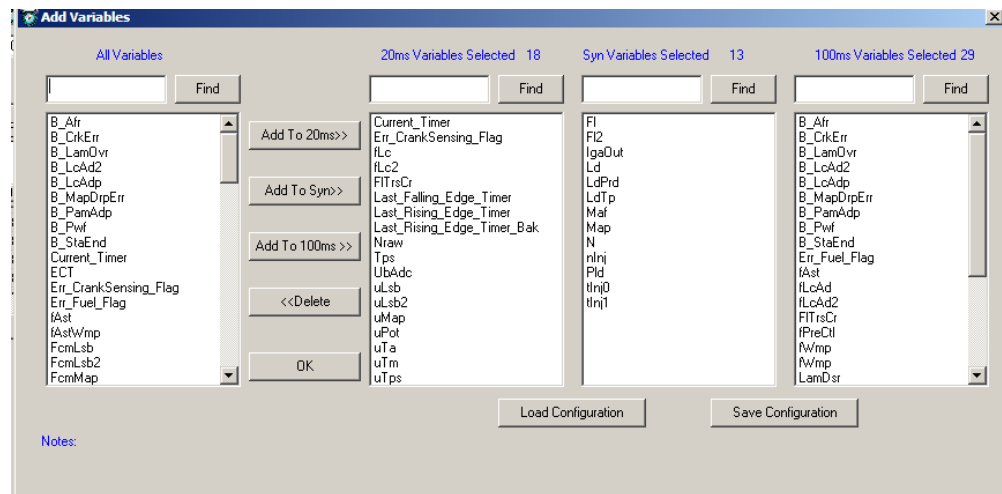 Add Variables
All Variables
20ms Variables Selected 18
Syn Variables Selected 13
100ms Variables Selected 29
Find
Find
Find
Find
B_Afr
B_CrkErr
B_LamOvr
B_LcAd2
B_LcAdp
B_MapDrpErr
B_PamAdp
B_Pwf
B_StaEnd
Current_Timer
ECT
Err_CrankSensing_Flag
Err_Fuel_Flag
fAst
fAstWmp
FcmLsb
FcmLsb2
FcmMap
Add To 20ms>>
Add To Syn>>
Add To 100ms >>
<<Delete
OK
Current_Timer
Err_CrankSensing_Flag
fLc
fLc2
FlTrsCr
Last_Falling_Edge_Timer
Last_Rising_Edge_Timer
Last_Rising_Edge_Timer_Bak
Nraw
Tps
UbAdc
uLsb
uLsb2
uMap
uPot
uTa
uTm
uTps
Fl
Fl2
IgaOut
Ld
LdPrd
LdTp
Maf
Map
N
nInj
Pld
tInj0
tInj1
B_Afr
B_CrkErr
B_LamOvr
B_LcAd2
B_LcAdp
B_MapDrpErr
B_PamAdp
B_Pwf
B_StaEnd
Err_Fuel_Flag
fAst
fLcAd
fLcAd2
FlTrsCr
fPreCtl
fWmp
fWmp
LamDsr
Load Configuration
Save Configuration
Notes: